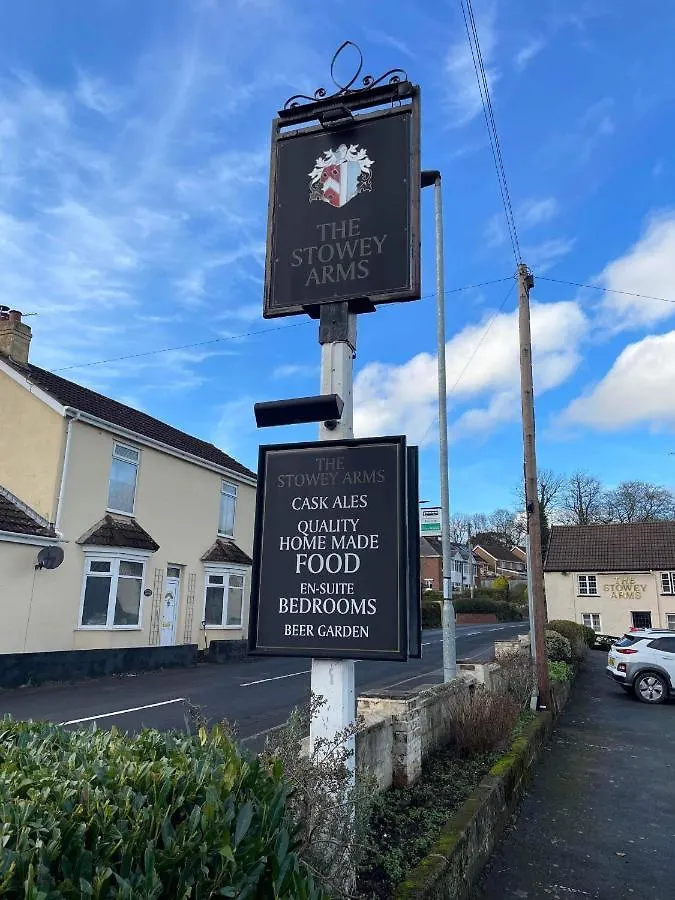 THE
STOWEY
ARMS
THE
STOWEY ARMS
CASK ALES
QUALITY
HOME MADE
FOOD
EN-SUITE
BEDROOMS
BEER GARDEN
THE
STOWEY
ARMS